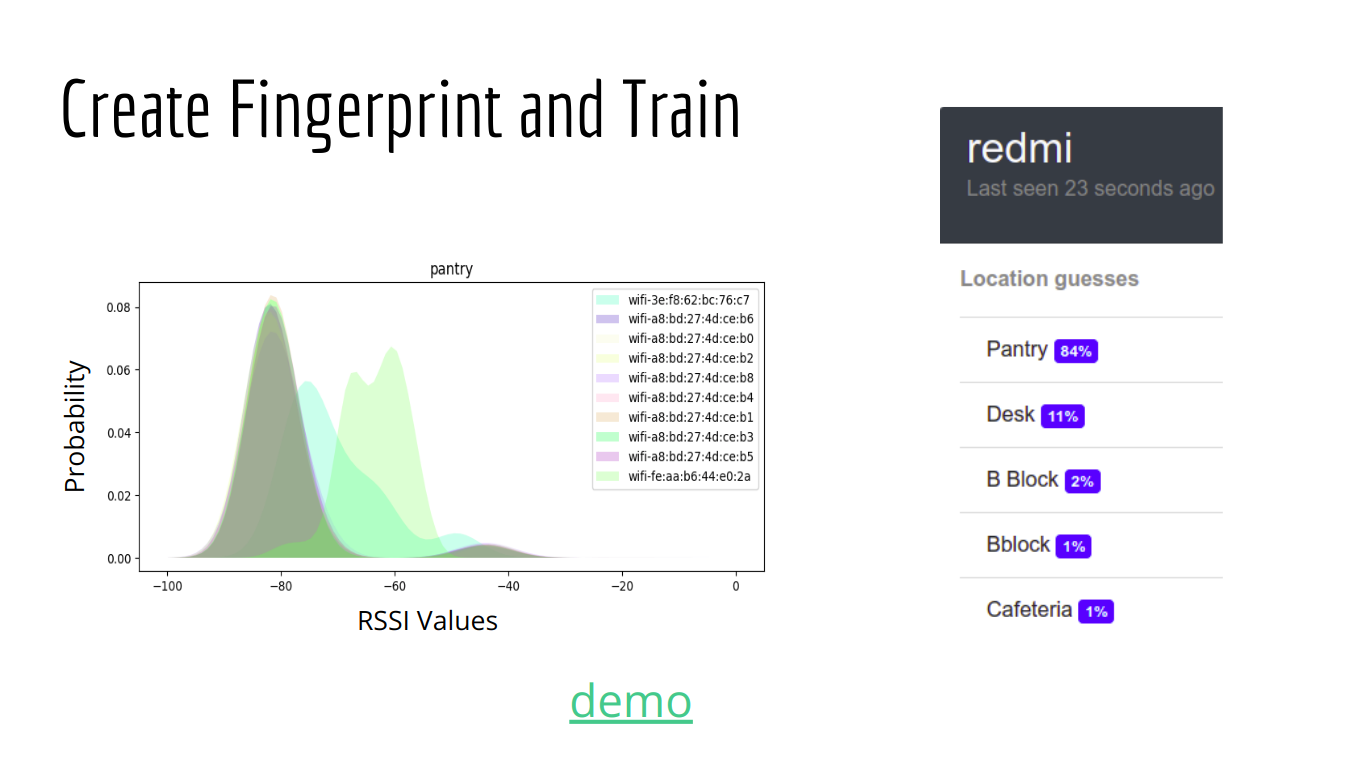 Create Fingerprint and Train
pantry
Probability
0.08
0.06
0.04
0.02
0.00
−100
−80
−60
−40
−20
0
RSSI Values
wifi-3e:f8:62:bc:76:c7
wifi-a8:bd:27:4d:ce:b6
wifi-a8:bd:27:4d:ce:b0
wifi-a8:bd:27:4d:ce:b2
wifi-a8:bd:27:4d:ce:b8
wifi-a8:bd:27:4d:ce:b4
wifi-a8:bd:27:4d:ce:b1
wifi-a8:bd:27:4d:ce:b3
wifi-a8:bd:27:4d:ce:b5
wifi-fe:aa:b6:44:e0:2a
redmi
Last seen 23 seconds ago
Location guesses
Pantry 84%
Desk 11%
B Block 2%
Bblock 1%
Cafeteria 1%
demo